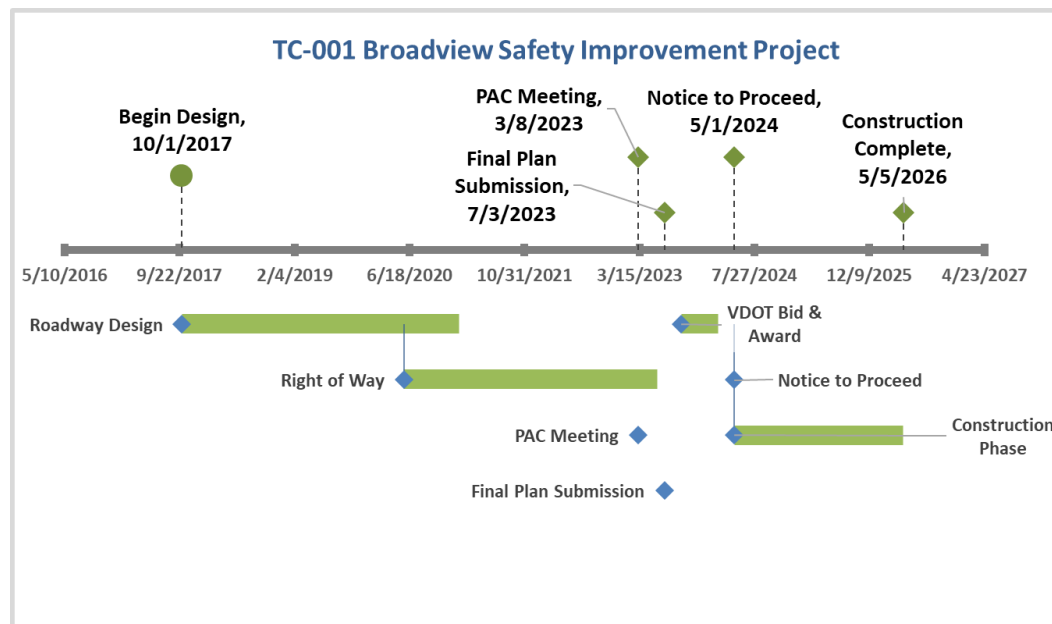 TC-001 Broadview Safety Improvement Project
Begin Design,
10/1/2017
PAC Meeting,
3/8/2023
Final Plan
Submission,
7/3/2023
Notice to Proceed,
5/1/2024
Construction
Complete,
5/5/2026
5/10/2016 9/22/2017 2/4/2019 6/18/2020 10/31/2021 3/15/2023 7/27/2024 12/9/2025 4/23/2027
Roadway Design
VDOT Bid &
Award
Right of Way
Notice to Proceed
PAC Meeting
Construction
Phase
Final Plan Submission